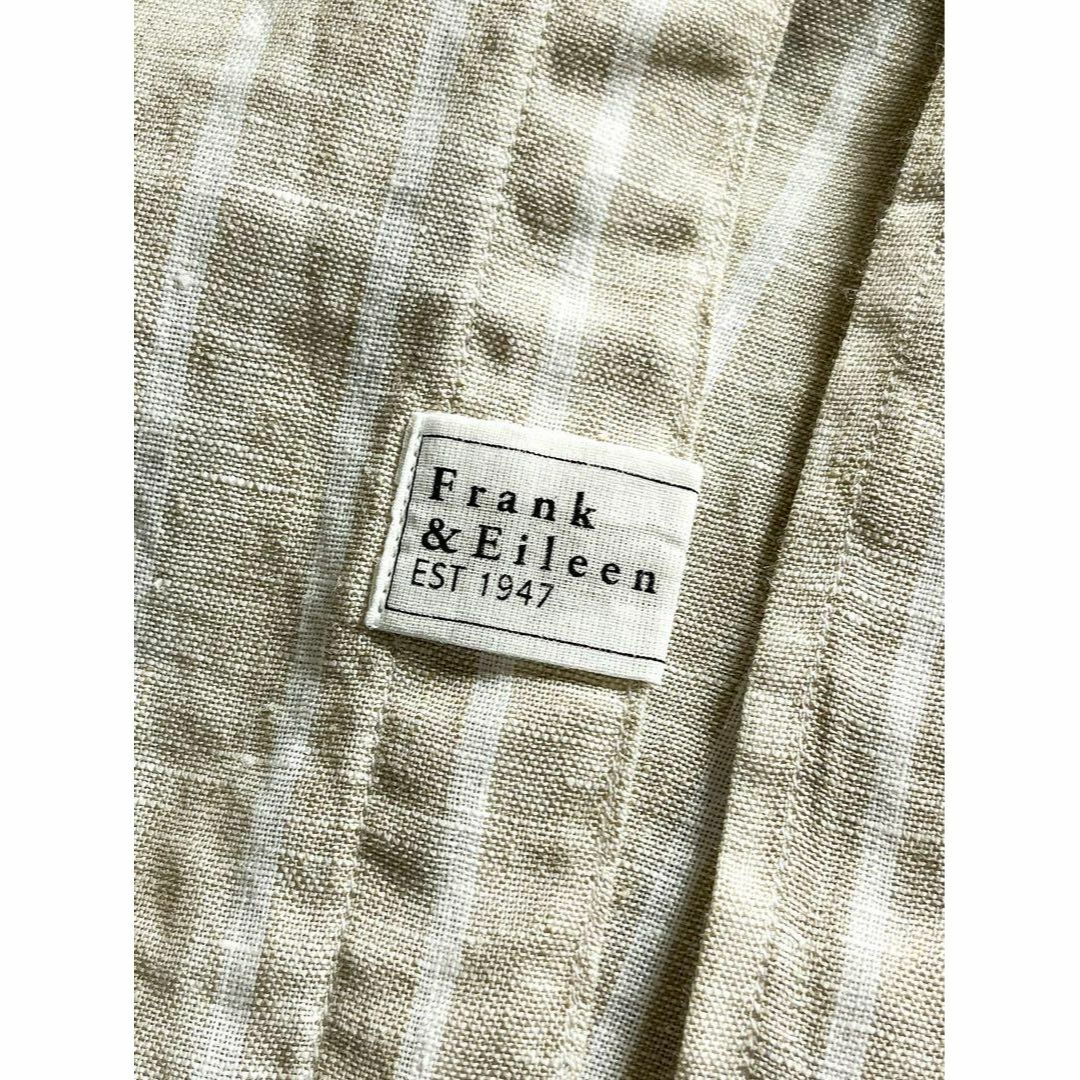 Frank
& Eileen
EST 1947